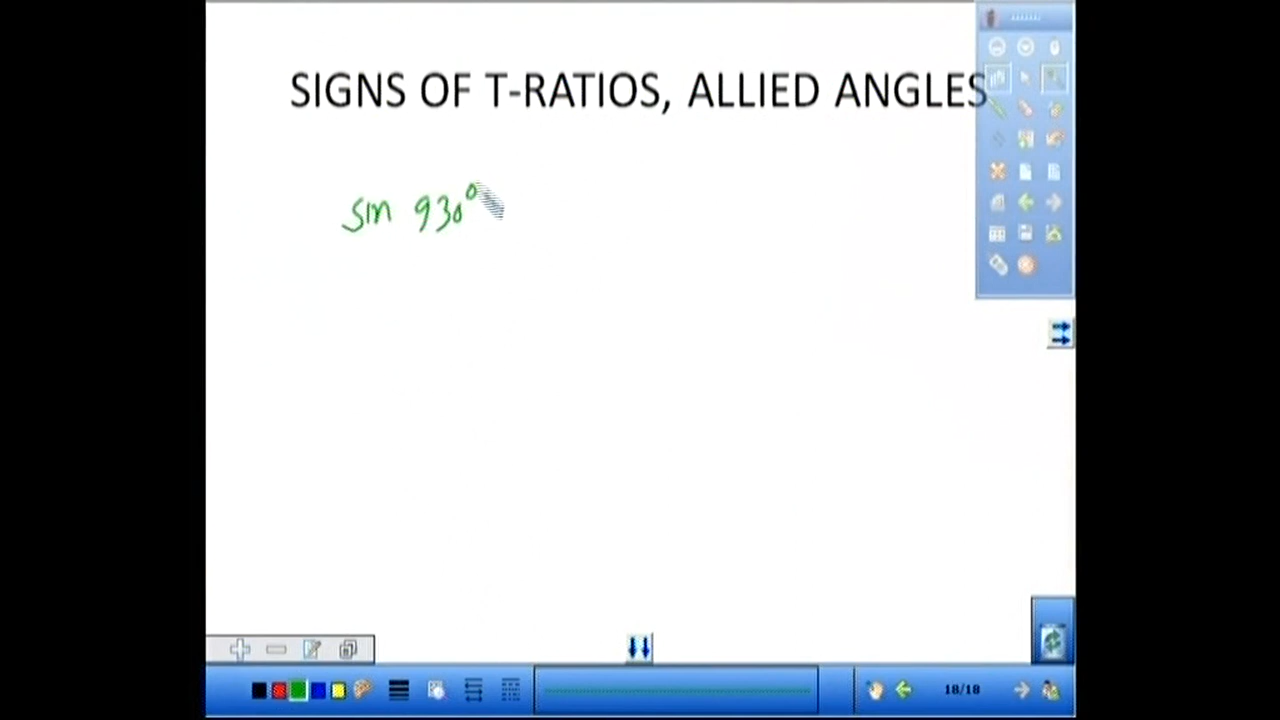 SIGNS OF T-RATIOS, ALLIED ANGLES
sin 930°
18/18